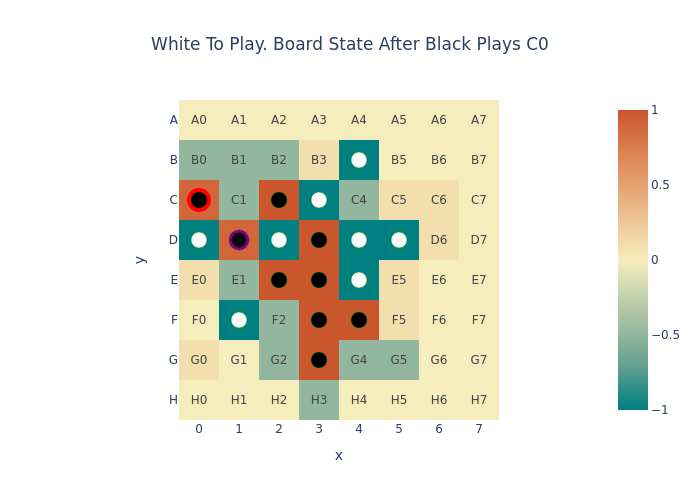 White To Play. Board State After Black Plays C0
A A0 A1 A2 A3 A4 A5 A6 A7 1
B B0 B1 B2 B3 B5 B6 B7
C C1 C4 C5 C6 C7 0.5
D D6 D7
y 0
E E0 E1 E5 E6 E7
F F0 F2 F5 F6 F7 −0.5
G G0 G1 G2 G4 G5 G6 G7
H H0 H1 H2 H3 H4 H5 H6 H7 −1
0 1 2 3 4 5 6 7
x